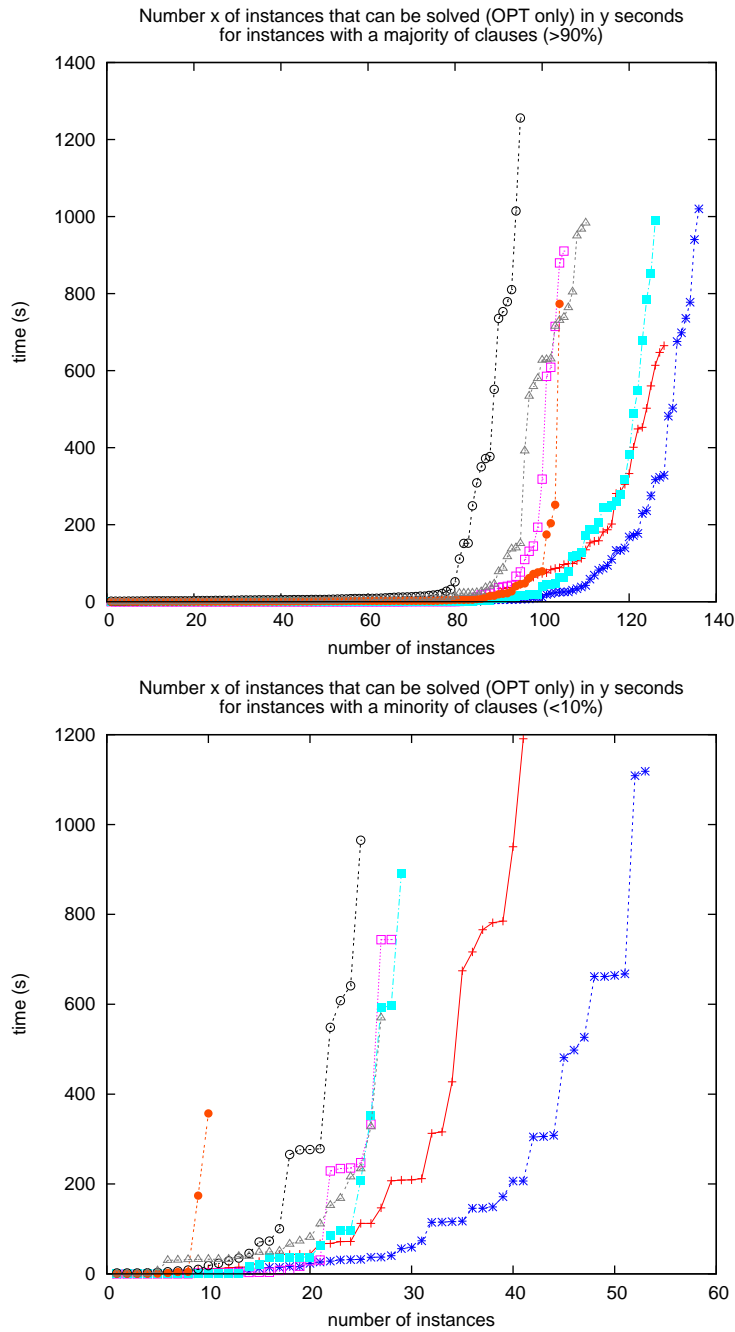 Number x of instances that can be solved (OPT only) in y seconds
for instances with a majority of clauses (>90%)
1400
1200
1000
800
600
400
200
0
time (s)
0 20 40 60 80 100 120 140
number of instances
Number x of instances that can be solved (OPT only) in y seconds
for instances with a minority of clauses (<10%)
1200
1000
800
600
400
200
0
time (s)
0 10 20 30 40 50 60
number of instances